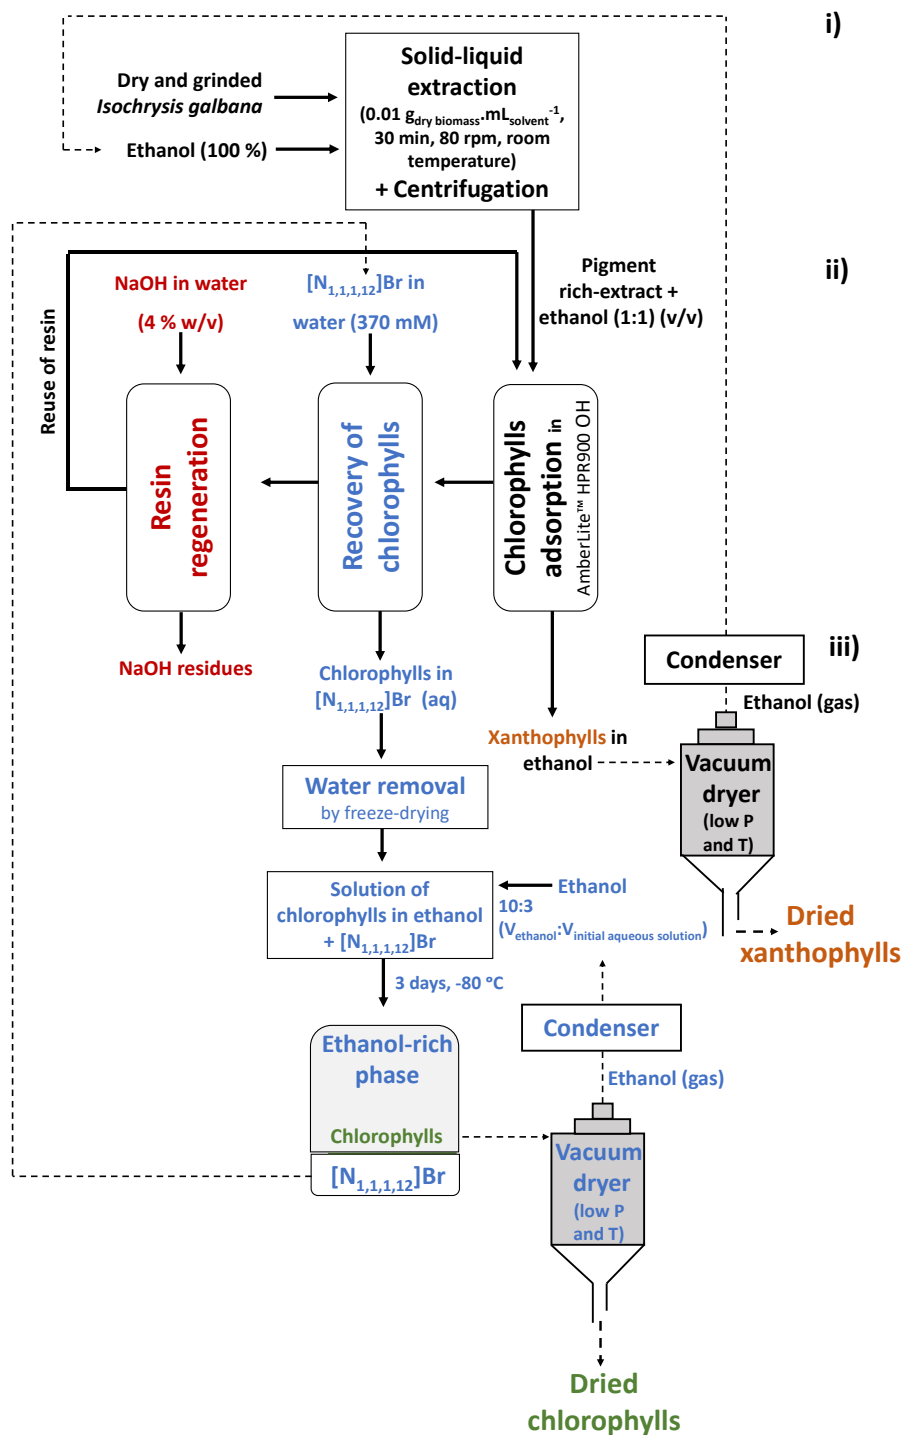 i)
Solid-liquid
extraction
(0.01 g_dry biomass.mL_solvent^-1,
30 min, 80 rpm, room
temperature)
+ Centrifugation
Dry and grinded
Isochrysis galbana
Ethanol (100 %)
ii)
Pigment
rich-extract +
ethanol (1:1) (v/v)
NaOH in water
(4 % w/v)
[N1,1,1,12]Br in
water (370 mM)
Reuse of resin
Resin
regeneration
Recovery of
chlorophylls
Chlorophylls
adsorption in
AmberLite™ HPR900 OH
iii)
NaOH residues
Chlorophylls in
[N1,1,1,12]Br (aq)
Condenser
Ethanol (gas)
Xanthophylls in
ethanol
Vacuum
dryer
(low P
and T)
Water removal
by freeze-drying
Solution of
chlorophylls in ethanol
+ [N1,1,1,12]Br
Ethanol
10:3
(V_ethanol:V_initial aqueous solution)
Dried
xanthophylls
3 days, -80 °C
Condenser
Ethanol-rich
phase
Ethanol (gas)
Chlorophylls
[N1,1,1,12]Br
Vacuum
dryer
(low P
and T)
Dried
chlorophylls